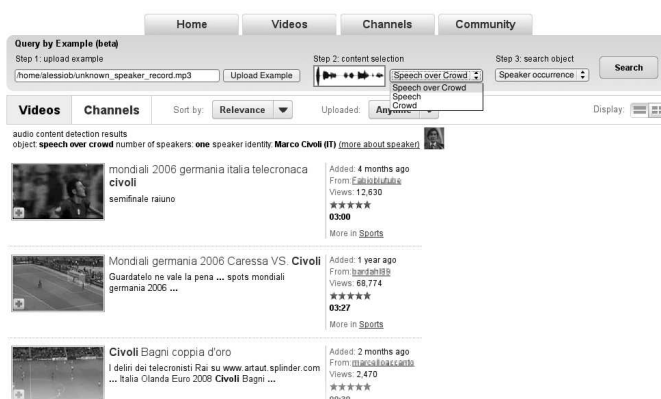 Home Videos Channels Community
Query by Example (beta)
Step 1: upload example Step 2: content selection Step 3: search object
/home/alessiob/unknown_speaker_record.mp3 Upload Example Speech over Crowd Speaker occurrence Search
Speech over Crowd
Speech
Crowd
Videos Channels Sort by: Relevance Uploaded: Anytime Display:
audio content detection results
object: speech over crowd number of speakers: one speaker identity: Marco Civoli (IT) (more about speaker)
mondiali 2006 germania italia telecronaca
civoli
semifinale raiuno
Added: 4 months ago
From: Fabioblutube
Views: 12,630
03:00
More in Sports
Mondiali germania 2006 Caressa VS. Civoli
Guardatelo ne vale la pena ... spots mondiali
germania 2006 ...
Added: 1 year ago
From: bardahl89
Views: 68,774
03:27
More in Sports
Civoli Bagni coppia d'oro
I deliri dei telecronisti Rai su www.artaut.splinder.com
... Italia Olanda Euro 2008 Civoli Bagni ...
Added: 2 months ago
From: marcelloaccanto
Views: 2,470